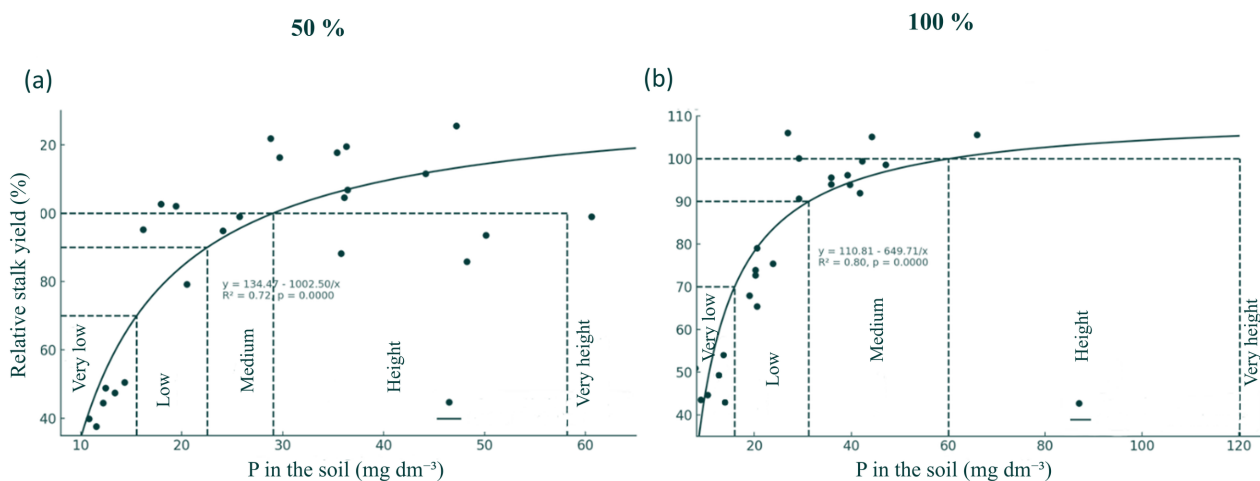 50 %
100 %
(a)
(b)
Relative stalk yield (%)
20
00
80
60
40
y = 134.47 - 1002.50/x
R² = 0.72, p = 0.0000
Very low
Low
Medium
Height
Very height
10
20
30
40
50
60
P in the soil (mg dm⁻³)
110
100
90
80
70
60
50
40
y = 110.81 - 649.71/x
R² = 0.80, p = 0.0000
Very low
Low
Medium
Height
Very height
20
40
60
80
100
120
P in the soil (mg dm⁻³)